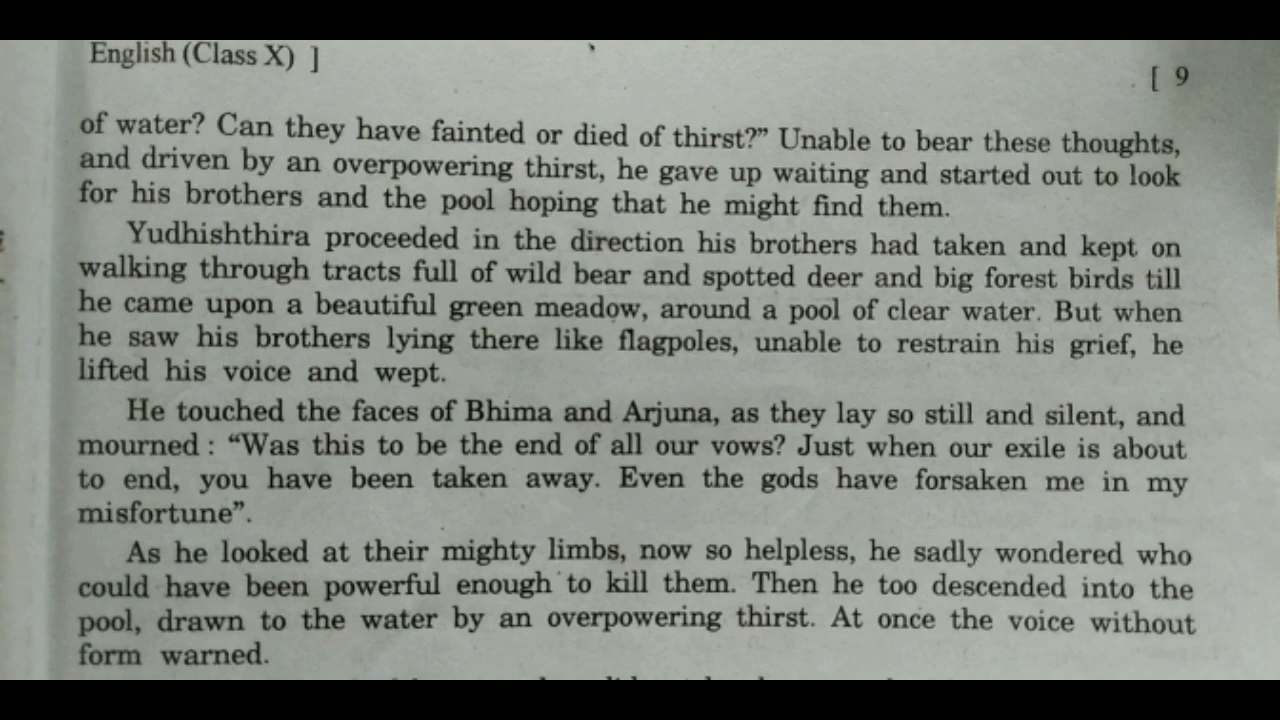 English (Class X) ]
[ 9
of water? Can they have fainted or died of thirst?” Unable to bear these thoughts,
and driven by an overpowering thirst, he gave up waiting and started out to look
for his brothers and the pool hoping that he might find them.
Yudhishthira proceeded in the direction his brothers had taken and kept on
walking through tracts full of wild bear and spotted deer and big forest birds till
he came upon a beautiful green meadow, around a pool of clear water. But when
he saw his brothers lying there like flagpoles, unable to restrain his grief, he
lifted his voice and wept.
He touched the faces of Bhima and Arjuna, as they lay so still and silent, and
mourned : “Was this to be the end of all our vows? Just when our exile is about
to end, you have been taken away. Even the gods have forsaken me in my
misfortune”.
As he looked at their mighty limbs, now so helpless, he sadly wondered who
could have been powerful enough to kill them. Then he too descended into the
pool, drawn to the water by an overpowering thirst. At once the voice without
form warned.